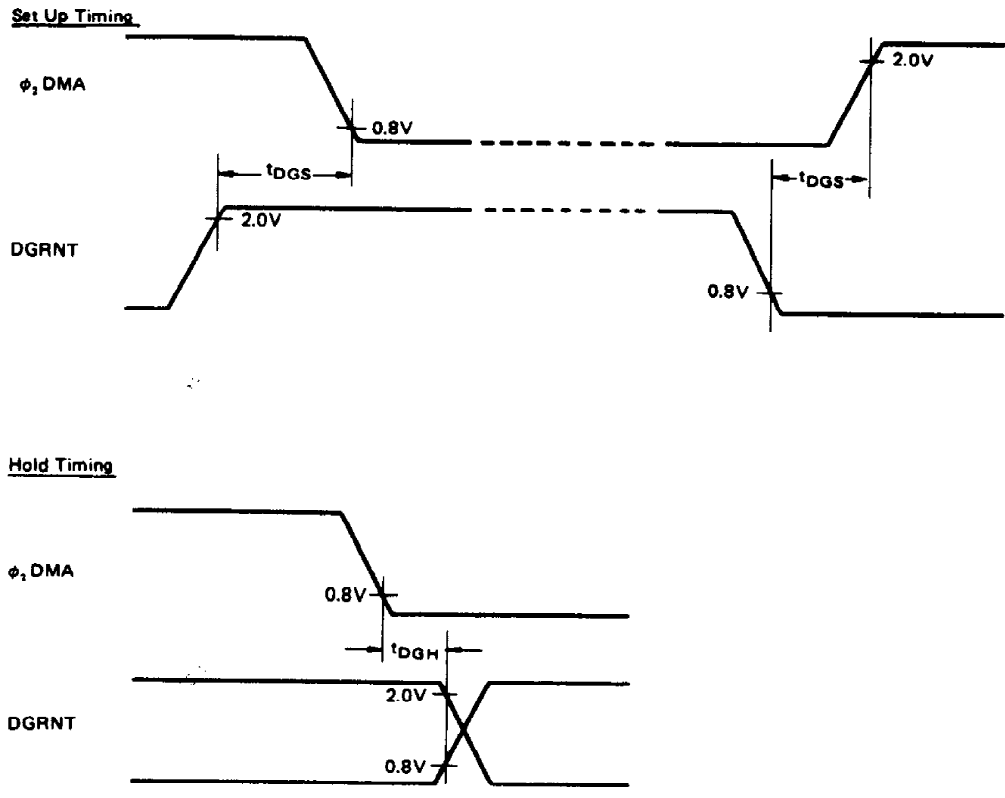 Set Up Timing
ϕ₂ DMA
2.0V
0.8V
tDGS
tDGS
2.0V
DGRNT
0.8V
Hold Timing
ϕ₂ DMA
0.8V
tDGH
2.0V
DGRNT
0.8V